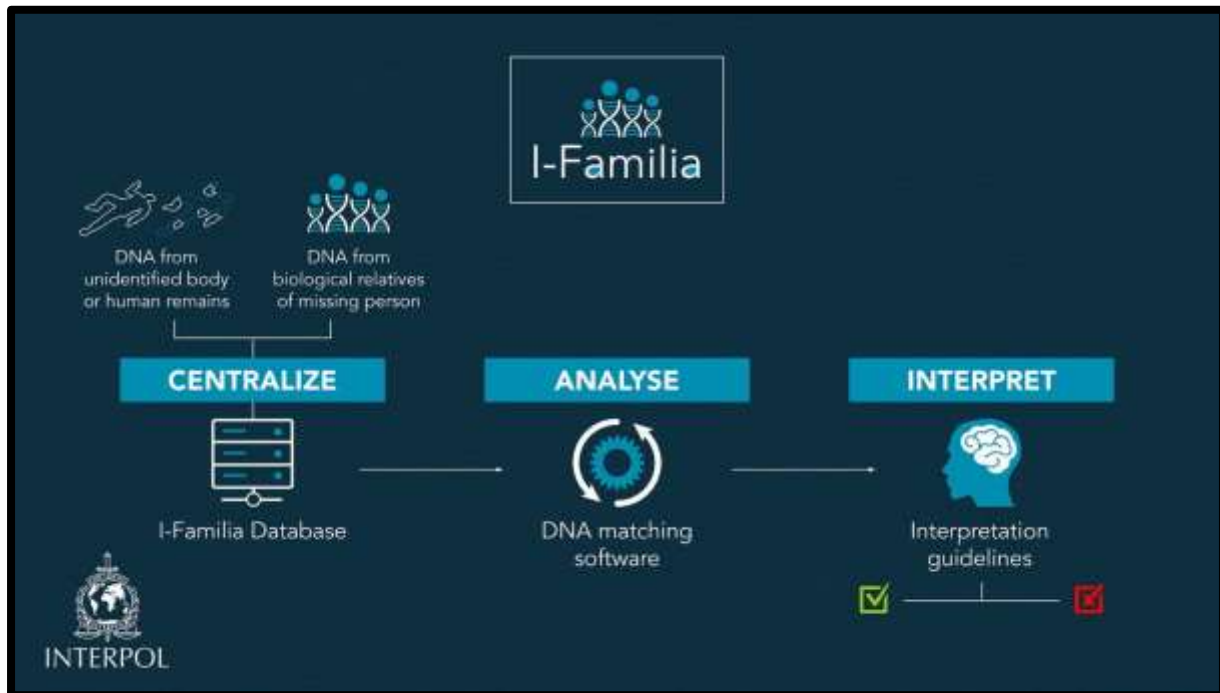 I-Familia
DNA from
unidentified body
or human remains
DNA from
biological relatives
of missing person
CENTRALIZE
ANALYSE
INTERPRET
I-Familia Database
DNA matching
software
Interpretation
guidelines
INTERPOL